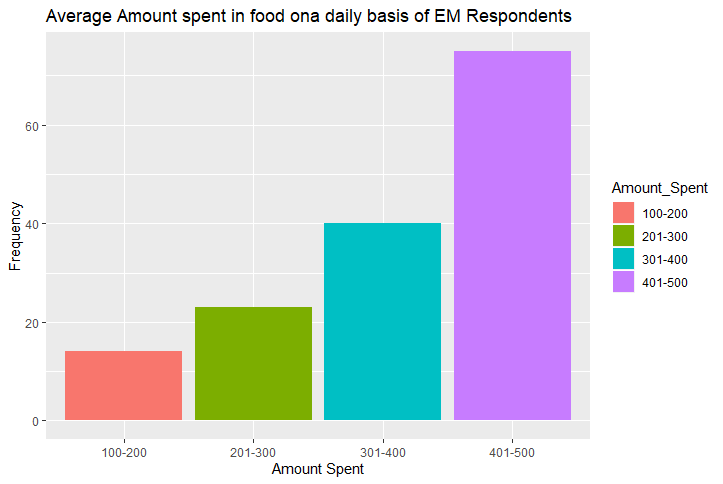 Average Amount spent in food ona daily basis of EM Respondents
Frequency
60
40
20
0
100-200 201-300 301-400 401-500
Amount Spent
Amount_Spent
100-200
201-300
301-400
401-500